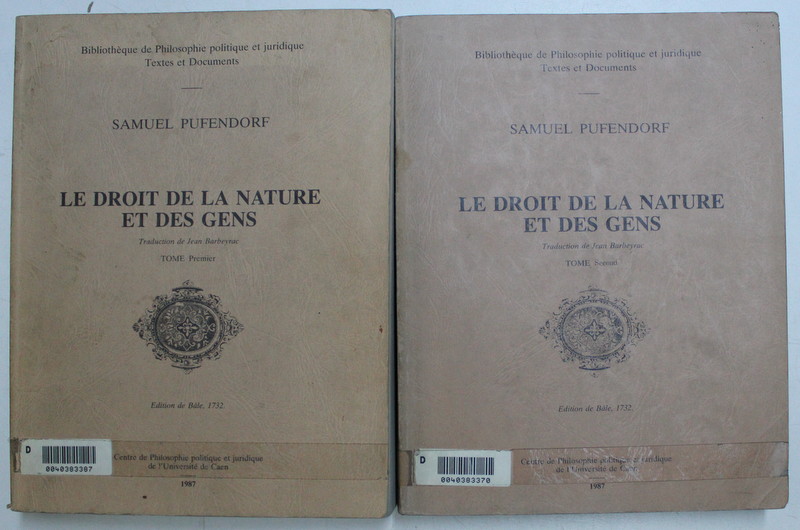 Bibliothèque de Philosophie politique et juridique
Textes et Documents
SAMUEL PUFENDORF
LE DROIT DE LA NATURE
ET DES GENS
Traduction de Jean Barbeyrac
TOME Premier
Edition de Bâle, 1732
D
0040383387
Centre de Philosophie politique et juridique
de l'Université de Caen
1987
Bibliothèque de Philosophie politique et juridique
Textes et Documents
SAMUEL PUFENDORF
LE DROIT DE LA NATURE
ET DES GENS
Traduction de Jean Barbeyrac
TOME Second
Edition de Bâle, 1732
D
0040383370
Centre de Philosophie politique et juridique
de l'Université de Caen
1987